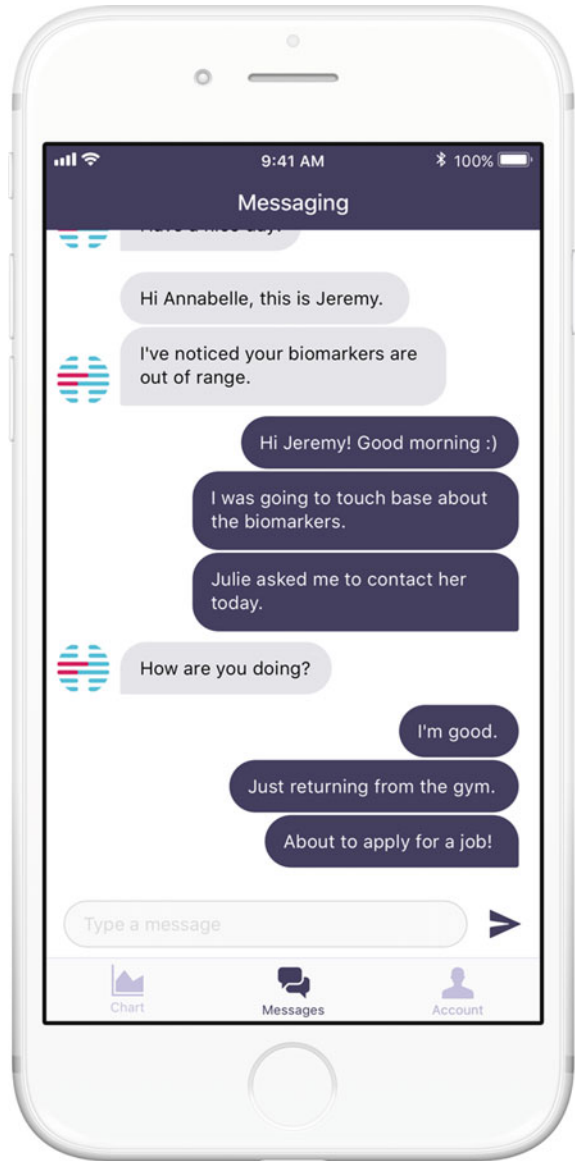 9:41 AM
100%
Messaging
Have a nice day!
Hi Annabelle, this is Jeremy.
I've noticed your biomarkers are
out of range.
Hi Jeremy! Good morning :)
I was going to touch base about
the biomarkers.
Julie asked me to contact her
today.
How are you doing?
I'm good.
Just returning from the gym.
About to apply for a job!
Type a message
Chart
Messages
Account